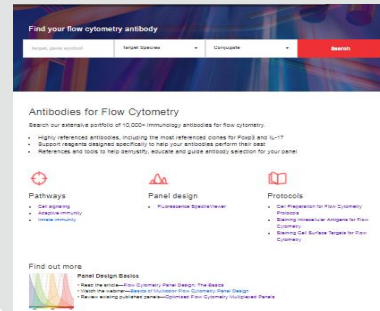 Find your flow cytometry antibody
Target, gene symbol
Target Species
Conjugate
Search
Antibodies for Flow Cytometry
Search our extensive portfolio of 10,000+ immunology antibodies for flow cytometry.
• Highly referenced antibodies, including the most referenced clones for Foxp3 and IL-17
• Support reagents designed specifically to help your antibodies perform their best
• References and tools to help demystify, educate and guide antibody selection for your panel
Pathways
• Cell signaling
• Adaptive immunity
• Innate immunity
Panel design
• Fluorescence SpectraViewer
Protocols
• Cell Preparation for Flow Cytometry
Protocols
• Staining Intracellular Antigens for Flow
Cytometry
• Staining Cell Surface Targets for Flow
Cytometry
Find out more
Panel Design Basics
• Read the article—Flow Cytometry Panel Design: The Basics
• Watch the webinar—Basics of Multicolor Flow Cytometry Panel Design
• Review existing published panels—Optimized Flow Cytometry Multiplexed Panels